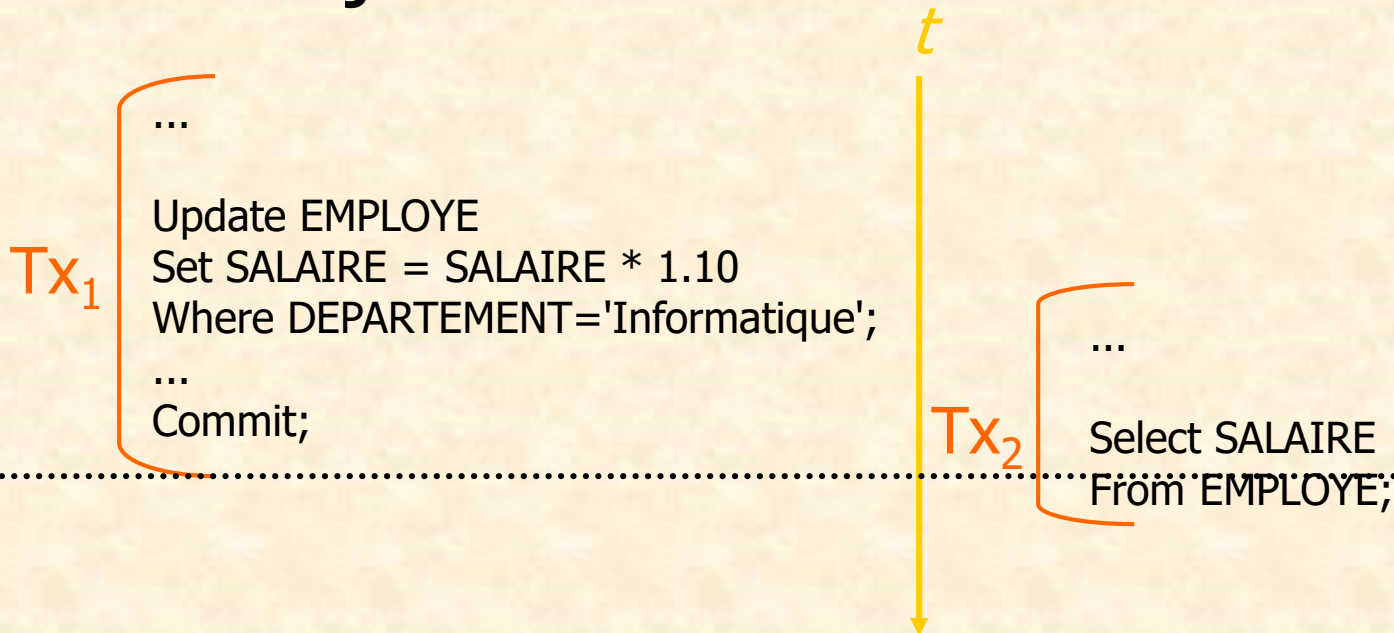 t
...
Update EMPLOYE
Tx1
Set SALAIRE = SALAIRE * 1.10
Where DEPARTEMENT='Informatique';
...
Commit;
...
Tx2
Select SALAIRE
From EMPLOYE;